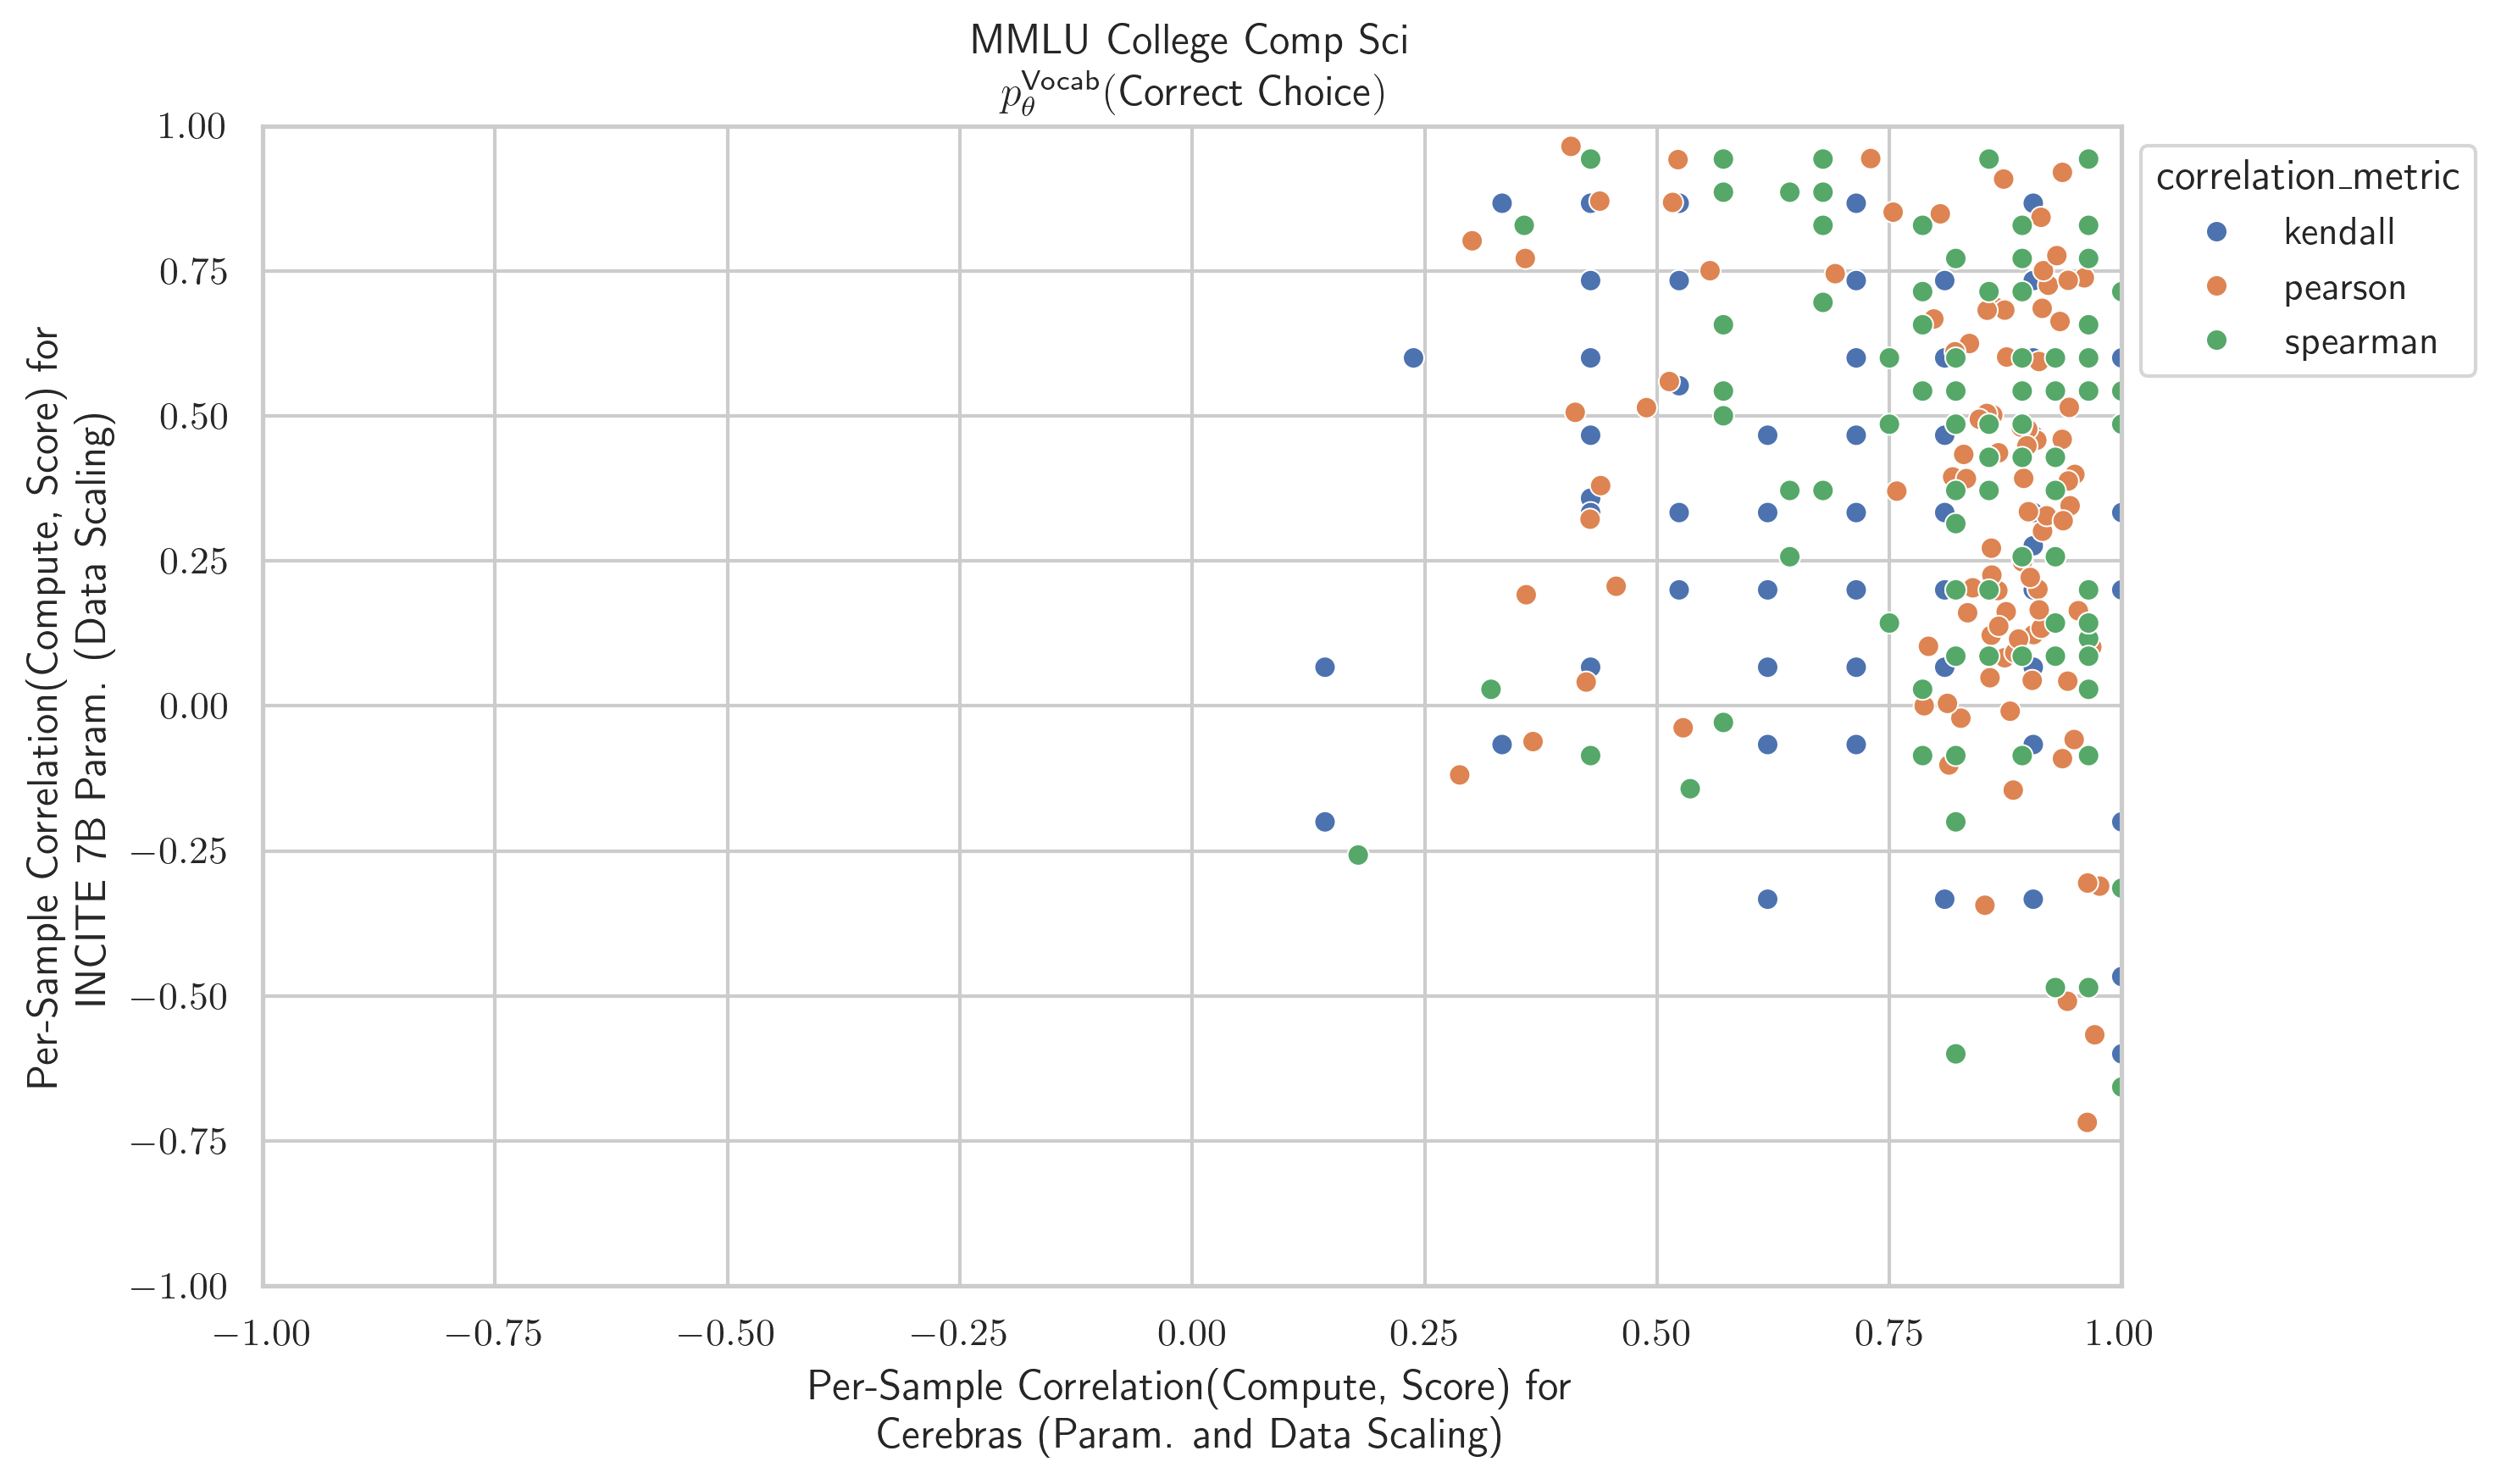 MMLU College Comp Sci
p_θ^Vocab(Correct Choice)
1.00
0.75
0.50
0.25
0.00
−0.25
−0.50
−0.75
−1.00
Per-Sample Correlation(Compute, Score) for
INCITE 7B Param. (Data Scaling)
correlation_metric
kendall
pearson
spearman
−1.00 −0.75 −0.50 −0.25 0.00 0.25 0.50 0.75 1.00
Per-Sample Correlation(Compute, Score) for
Cerebras (Param. and Data Scaling)